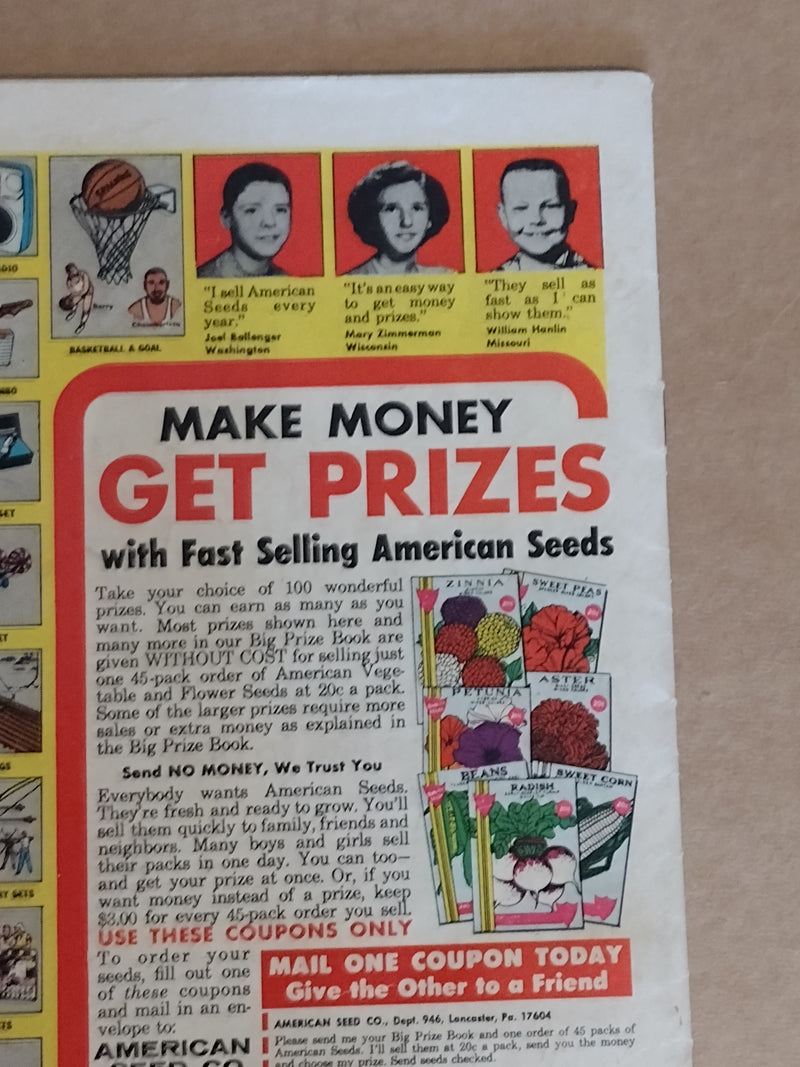 SPALDING
Barry
BASKETBALL & GOAL
"I sell American
Seeds every
year."
Joel Ballenger
Washington
"It's an easy way
to get money
and prizes."
Mary Zimmerman
Wisconsin
"They sell as
fast as I can
show them."
William Hanlin
Missouri
MAKE MONEY
GET PRIZES
with Fast Selling American Seeds
Take your choice of 100 wonderful
prizes. You can earn as many as you
want. Most prizes shown here and
many more in our Big Prize Book are
given WITHOUT COST for selling just
one 45-pack order of American Vege-
table and Flower Seeds at 20c a pack.
Some of the larger prizes require more
sales or extra money as explained in
the Big Prize Book.
Send NO MONEY, We Trust You
Everybody wants American Seeds.
They're fresh and ready to grow. You'll
sell them quickly to family, friends and
neighbors. Many boys and girls sell
their packs in one day. You can too—
and get your prize at once. Or, if you
want money instead of a prize, keep
$3.00 for every 45-pack order you sell.
USE THESE COUPONS ONLY
ZINNIA
SWEET PEAS
PETUNIA
ASTER
BEANS
RADISH
SWEET CORN
To order your
seeds, fill out one
of these coupons
and mail in an en-
velope to:
AMERICAN
SEED CO.
MAIL ONE COUPON TODAY
Give the Other to a Friend
AMERICAN SEED CO., Dept. 946, Lancaster, Pa. 17604
Please send me your Big Prize Book and one order of 45 packs of
American Seeds. I'll sell them at 20c a pack, send you the money
and choose my prize. Send seeds checked.